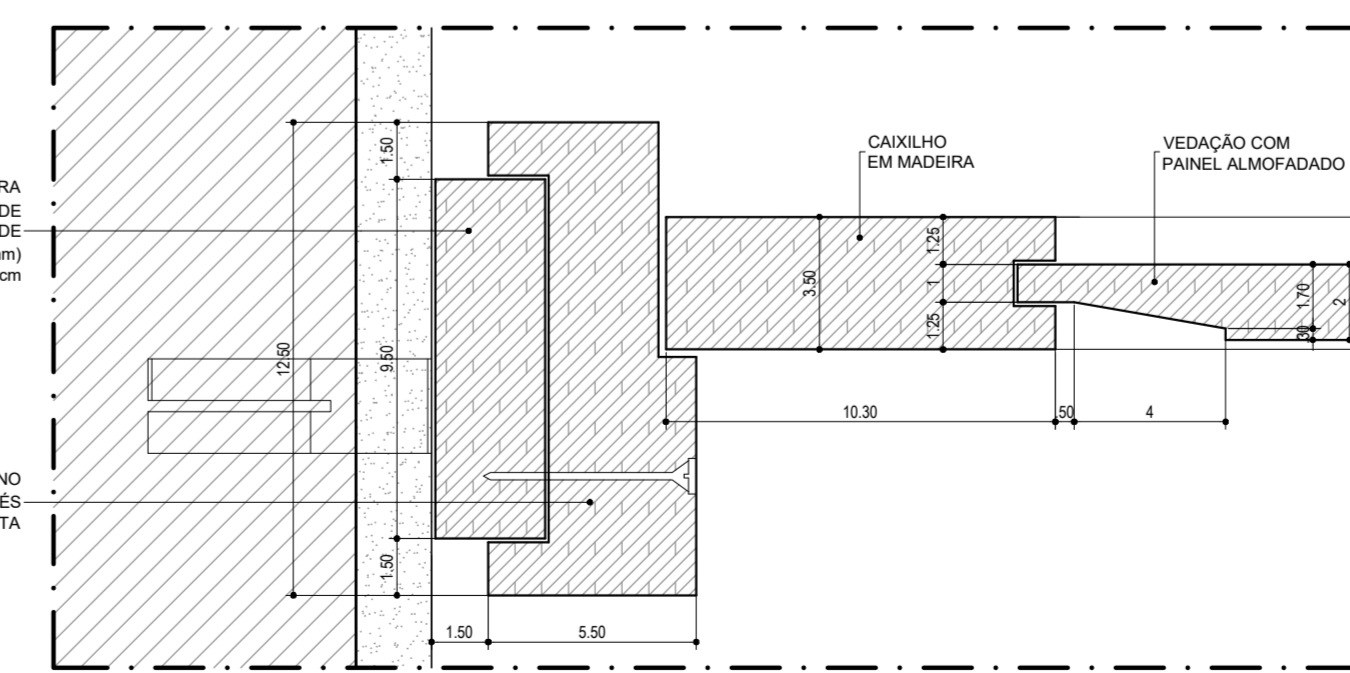 CAIXILHO
EM MADEIRA
VEDAÇÃO COM
PAINEL ALMOFADADO
RA
DE
DE
m)
cm
NO
ÉS
TA
1.50
12.50
9.50
1.50
1.50
5.50
3.50
1.25
1
1.25
10.30
.50
4
1.70
.30
2